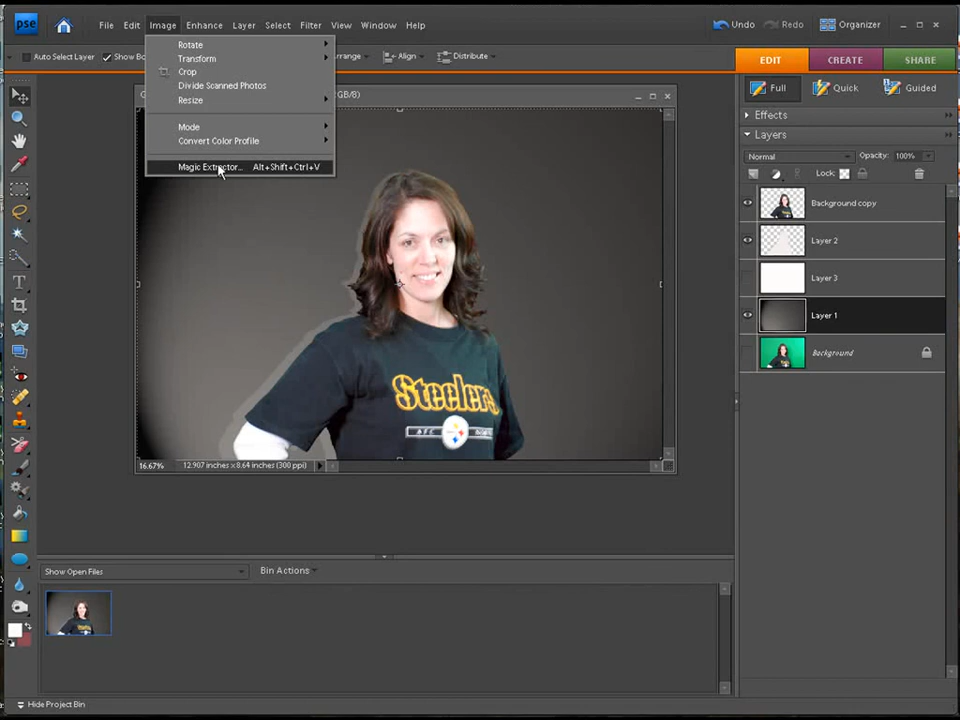 pse File Edit Image Enhance Layer Select Filter View Window Help Undo Redo Organizer
Auto Select Layer Show Bo rrange Align Distribute EDIT CREATE SHARE
Rotate
Transform
Crop
Divide Scanned Photos
Resize
Mode
Convert Color Profile
Magic Extractor... Alt+Shift+Ctrl+V
GB/8)
Full Quick Guided
Effects
Layers
Normal Opacity: 100%
Lock:
Background copy
Layer 2
Layer 3
Layer 1
Background
Steelers
AFC
16.67% 12.907 inches x 8.64 inches (300 ppi)
Show Open Files Bin Actions
Hide Project Bin